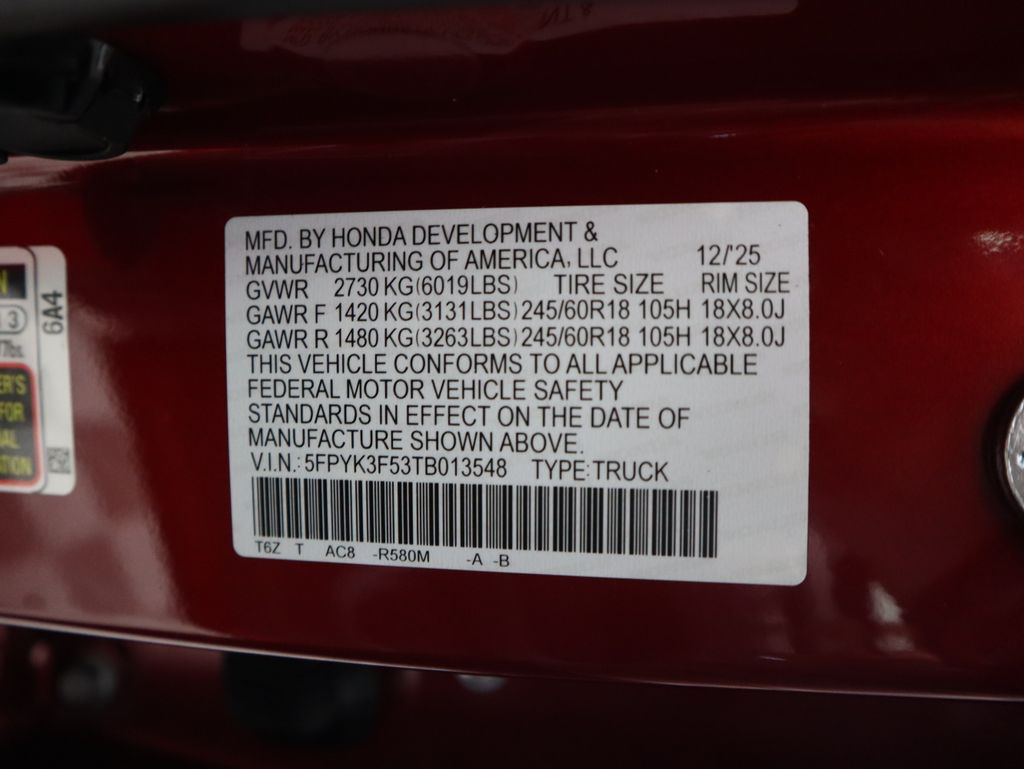 MFD. BY HONDA DEVELOPMENT &
MANUFACTURING OF AMERICA, LLC 12/'25
GVWR 2730 KG(6019LBS) TIRE SIZE RIM SIZE
GAWR F 1420 KG(3131LBS) 245/60R18 105H 18X8.0J
GAWR R 1480 KG(3263LBS) 245/60R18 105H 18X8.0J
THIS VEHICLE CONFORMS TO ALL APPLICABLE
FEDERAL MOTOR VEHICLE SAFETY
STANDARDS IN EFFECT ON THE DATE OF
MANUFACTURE SHOWN ABOVE.
V.I.N.: 5FPYK3F53TB013548 TYPE:TRUCK
T6Z T AC8 -R580M -A -B
6A4
FOR